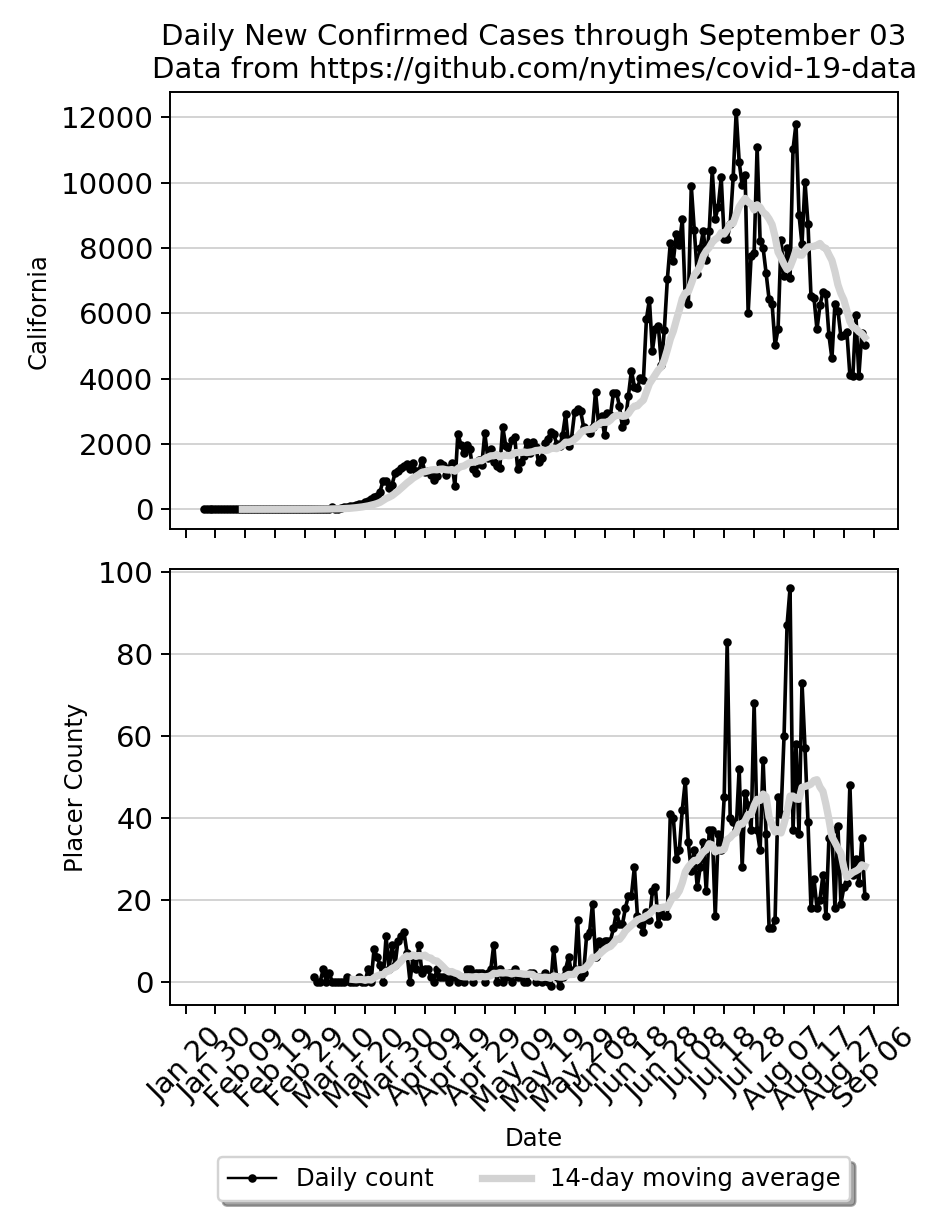 Daily New Confirmed Cases through September 03
Data from https://github.com/nytimes/covid-19-data
12000
10000
8000
6000
4000
2000
0
California
100
80
60
40
20
0
Placer County
Jan 20
Jan 30
Feb 09
Feb 19
Feb 29
Mar 10
Mar 20
Mar 30
Apr 09
Apr 19
Apr 29
May 09
May 19
May 29
Jun 08
Jun 18
Jun 28
Jul 08
Jul 18
Jul 28
Aug 07
Aug 17
Aug 27
Sep 06
Date
Daily count
14-day moving average